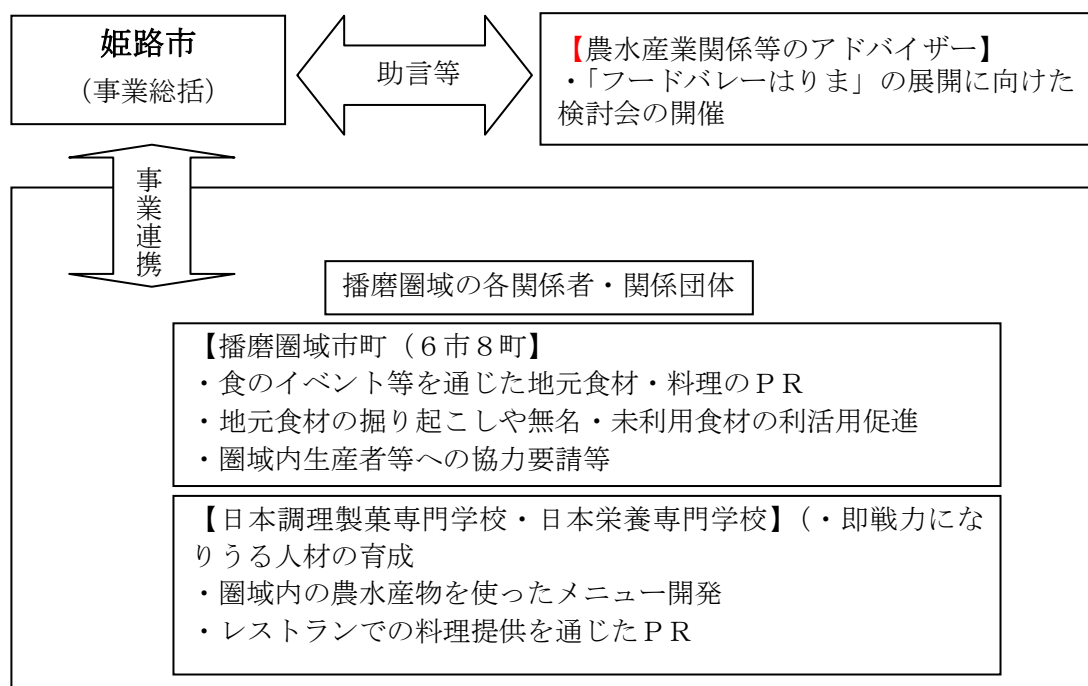 姫路市
（事業総括）
助言等
【農水産業関係等のアドバイザー】
・「フードバレーはりま」の展開に向けた
検討会の開催
事業連携
播磨圏域の各関係者・関係団体
【播磨圏域市町（６市８町】
・食のイベント等を通じた地元食材・料理のＰＲ
・地元食材の掘り起こしや無名・未利用食材の利活用促進
・圏域内生産者等への協力要請等
【日本調理製菓専門学校・日本栄養専門学校】（・即戦力にな
りうる人材の育成
・圏域内の農水産物を使ったメニュー開発
・レストランでの料理提供を通じたＰＲ